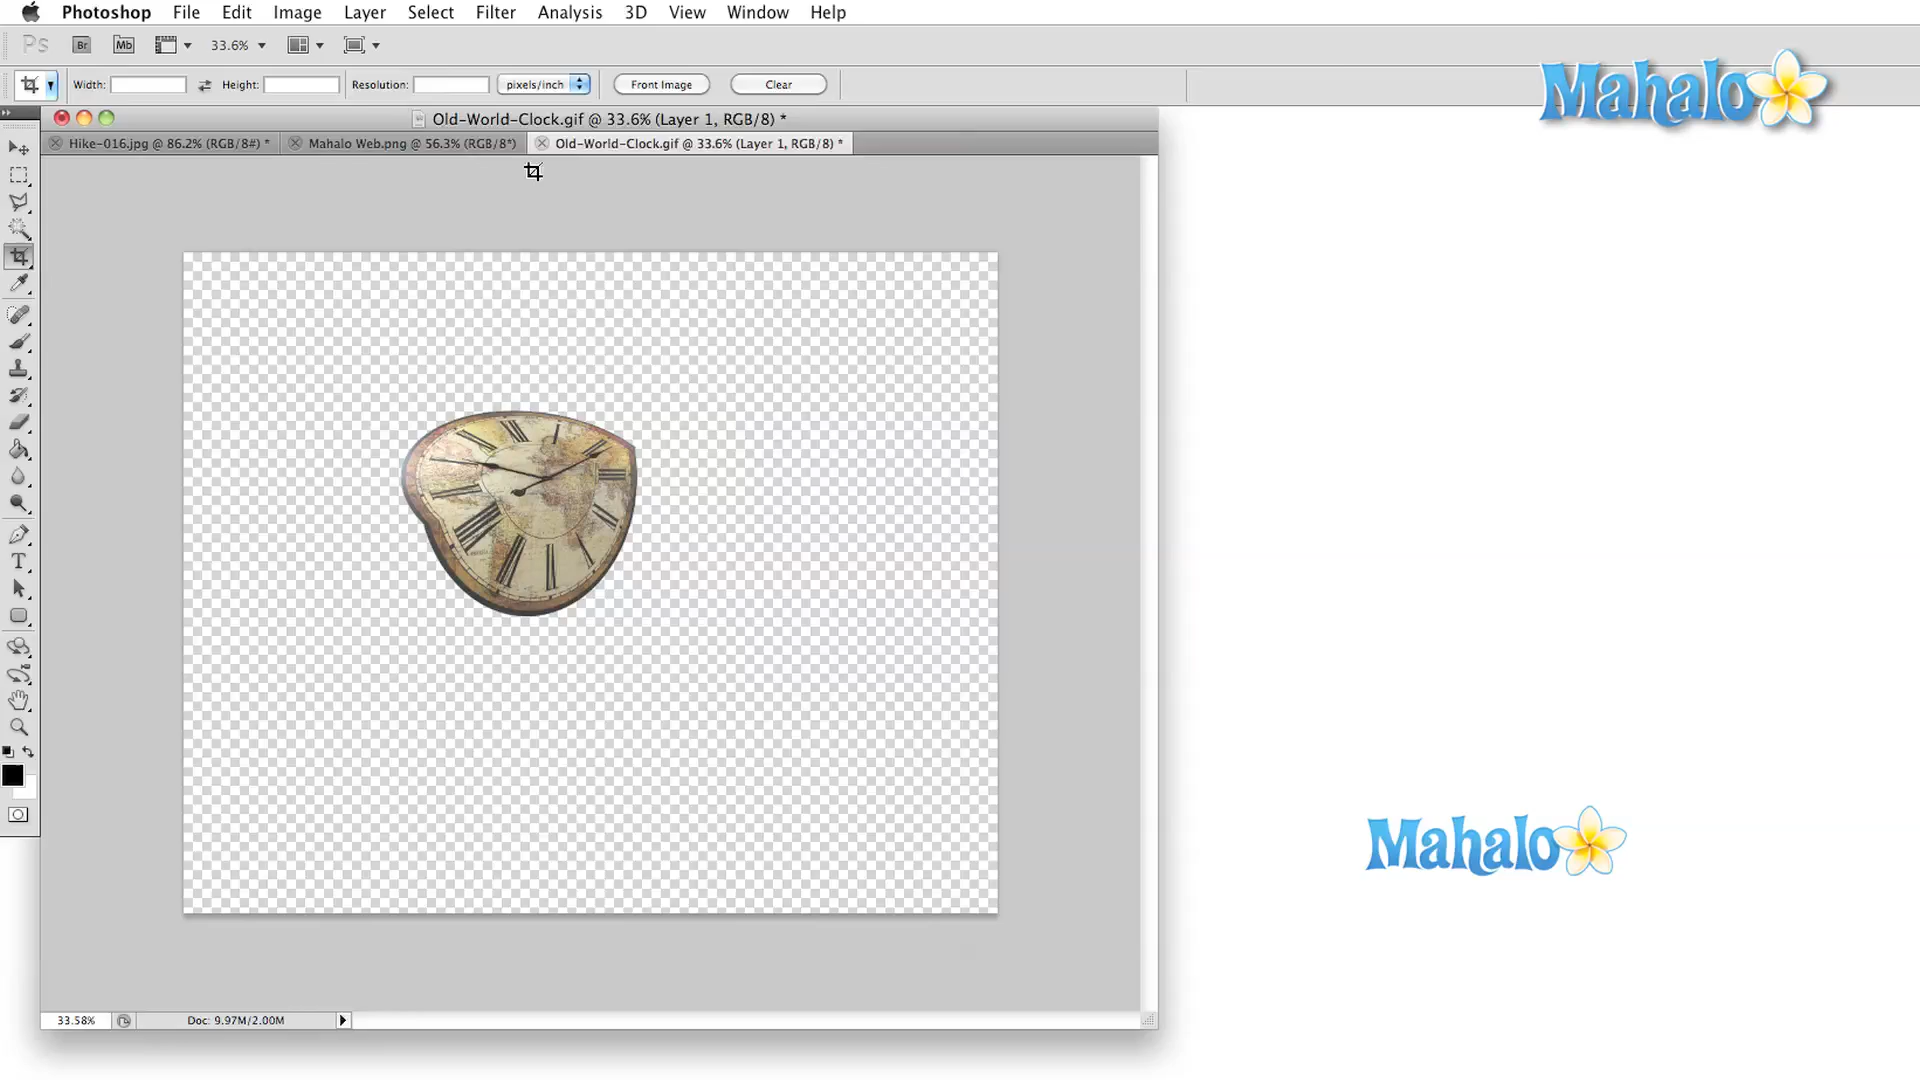 Photoshop File Edit Image Layer Select Filter Analysis 3D View Window Help
Ps Br Mb 33.6%
Width: Height: Resolution: pixels/inch Front Image Clear
Mahalo
Old-World-Clock.gif @ 33.6% (Layer 1, RGB/8) *
Hike-016.jpg @ 86.2% (RGB/8#) * Mahalo Web.png @ 56.3% (RGB/8*) Old-World-Clock.gif @ 33.6% (Layer 1, RGB/8) *
T
Mahalo
33.58% Doc: 9.97M/2.00M